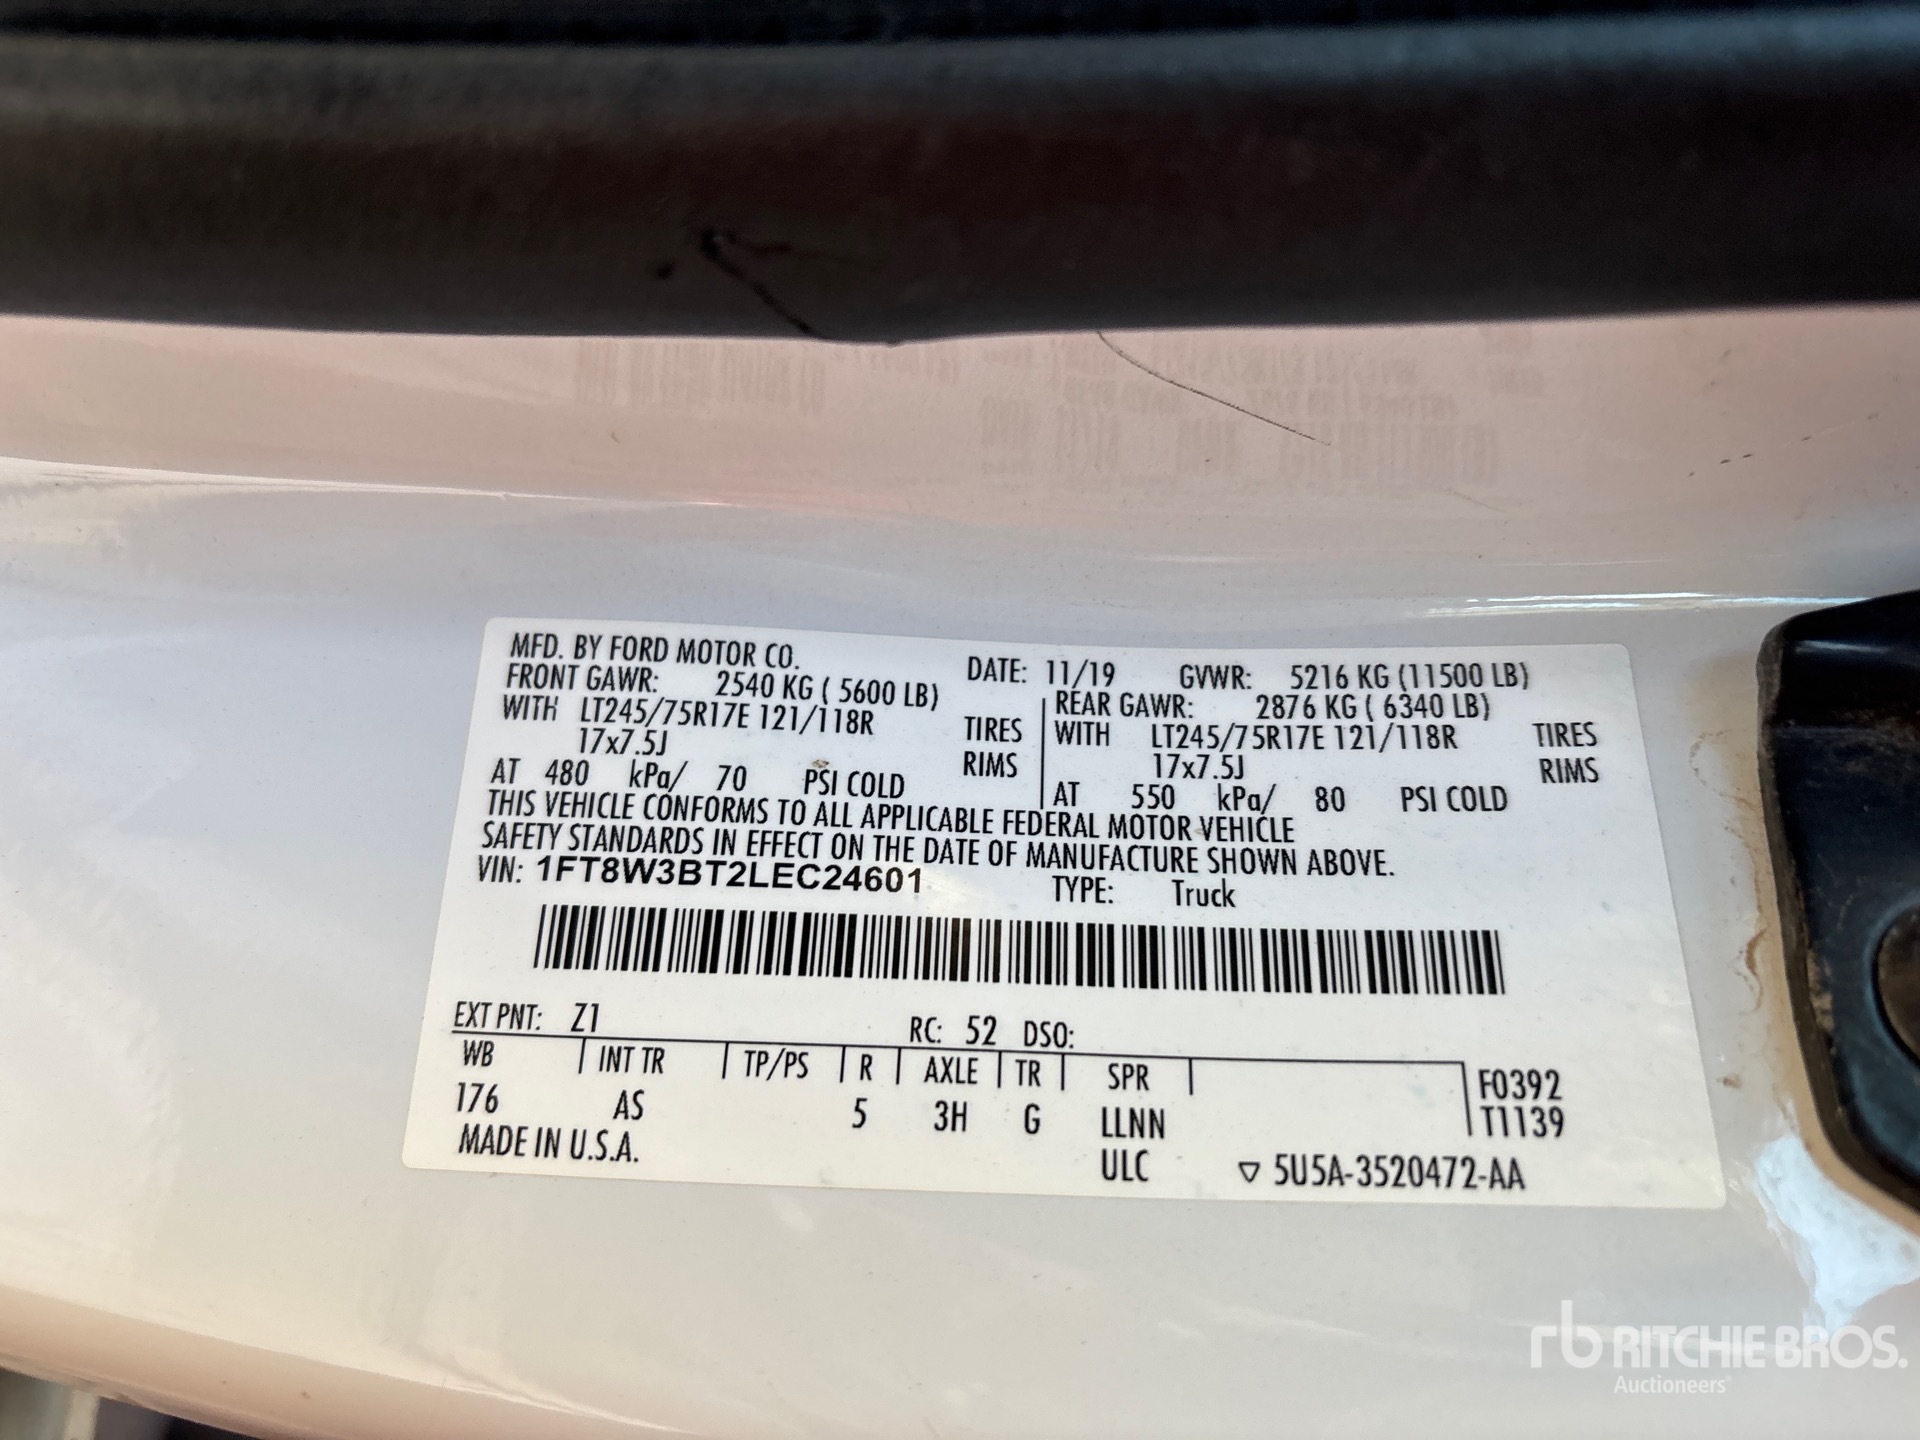 MFD. BY FORD MOTOR CO.
DATE: 11/19 GVWR: 5216 KG (11500 LB)
FRONT GAWR: 2540 KG ( 5600 LB) REAR GAWR: 2876 KG ( 6340 LB)
WITH LT245/75R17E 121/118R TIRES WITH LT245/75R17E 121/118R TIRES
17x7.5J RIMS 17x7.5J RIMS
AT 480 kPa/ 70 PSI COLD AT 550 kPa/ 80 PSI COLD
THIS VEHICLE CONFORMS TO ALL APPLICABLE FEDERAL MOTOR VEHICLE
SAFETY STANDARDS IN EFFECT ON THE DATE OF MANUFACTURE SHOWN ABOVE.
VIN: 1FT8W3BT2LEC24601 TYPE: Truck
EXT PNT: Z1 RC: 52 DSO:
WB INT TR TP/PS R AXLE TR SPR F0392
176 AS 5 3H G LLNN T1139
MADE IN U.S.A. ULC ▽ 5U5A-3520472-AA
rb RITCHIE BROS.
Auctioneers